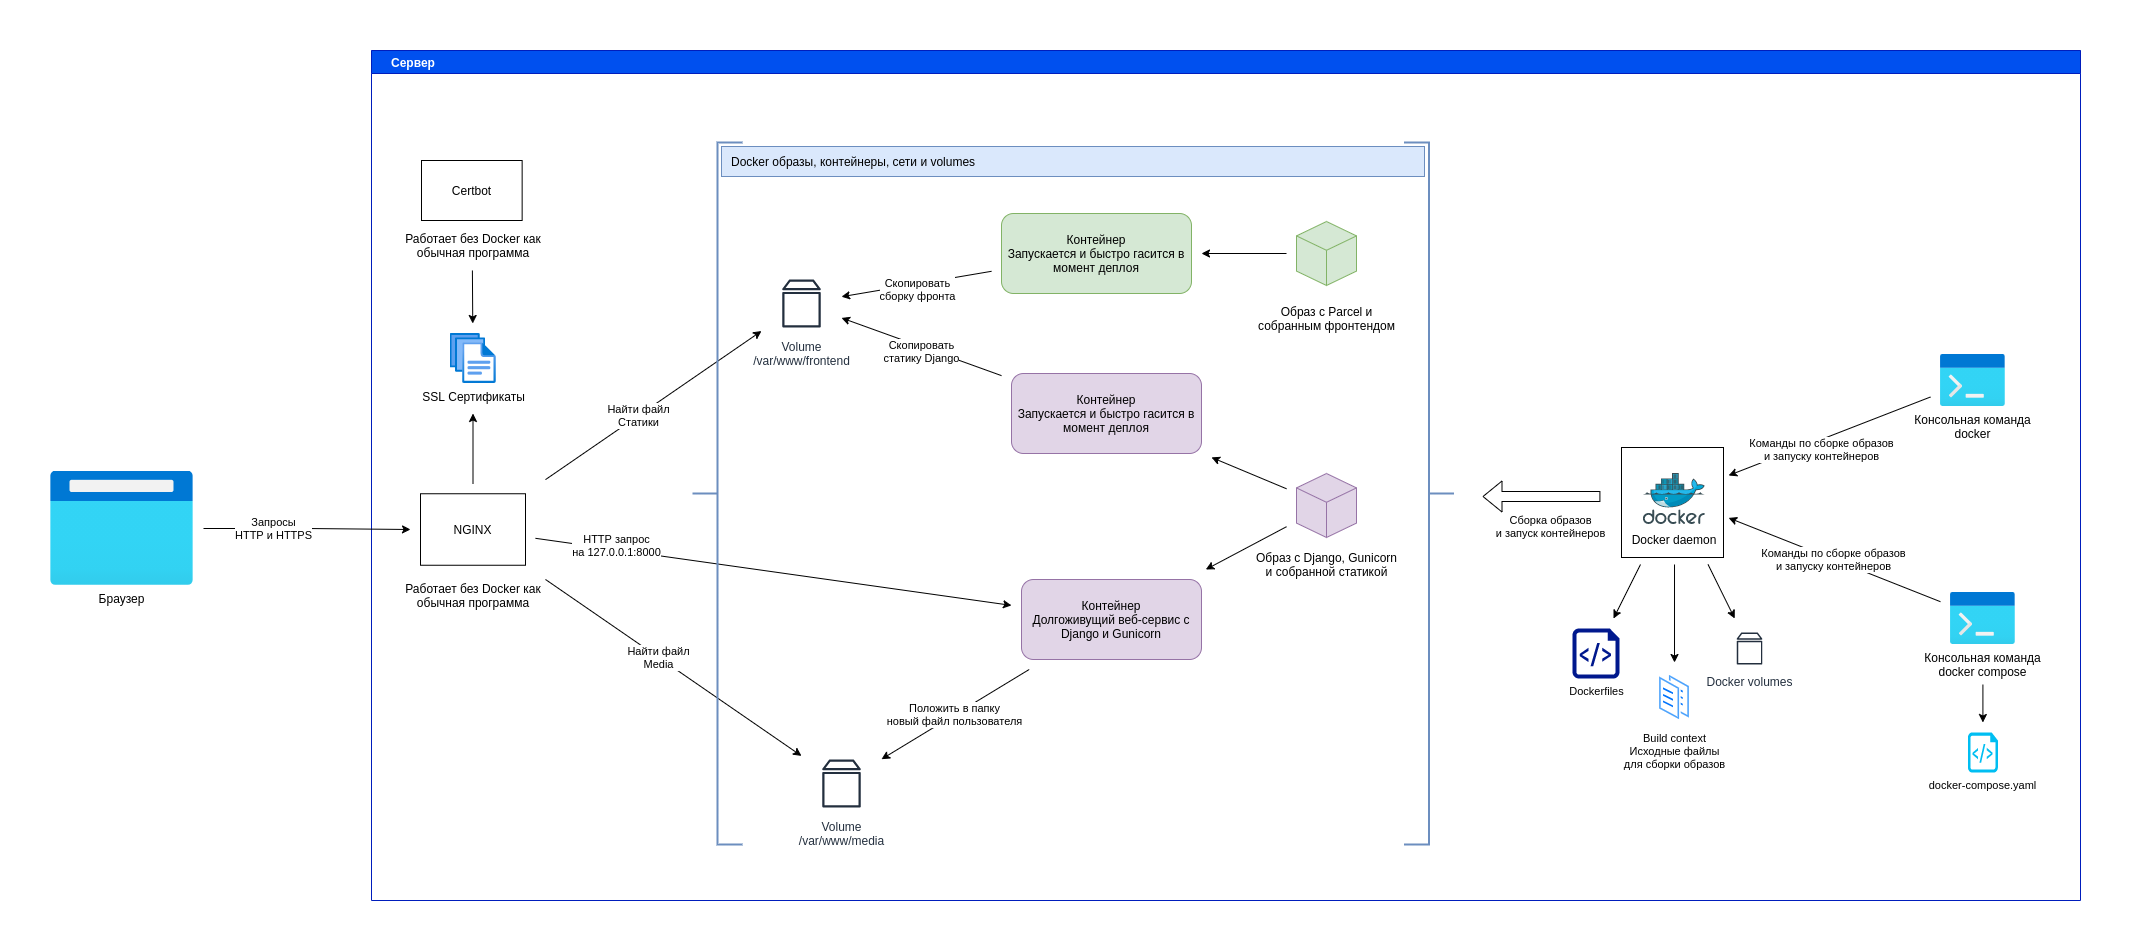 Сервер
Certbot
Работает без Docker как
обычная программа
SSL Сертификаты
NGINX
Работает без Docker как
обычная программа
Браузер
Запросы
HTTP и HTTPS
Найти файл
Статики
HTTP запрос
на 127.0.0.1:8000
Найти файл
Media
Docker образы, контейнеры, сети и volumes
Volume
/var/www/frontend
Скопировать
сборку фронта
Скопировать
статику Django
Контейнер
Запускается и быстро гасится в
момент деплоя
Образ с Parcel и
собранным фронтендом
Контейнер
Запускается и быстро гасится в
момент деплоя
Образ с Django, Gunicorn
и собранной статикой
Контейнер
Долгоживущий веб-сервис с
Django и Gunicorn
Положить в папку
новый файл пользователя
Volume
/var/www/media
Сборка образов
и запуск контейнеров
docker
Docker daemon
Dockerfiles
Build context
Исходные файлы
для сборки образов
Docker volumes
Команды по сборке образов
и запуску контейнеров
Консольная команда
docker
Команды по сборке образов
и запуску контейнеров
Консольная команда
docker compose
docker-compose.yaml